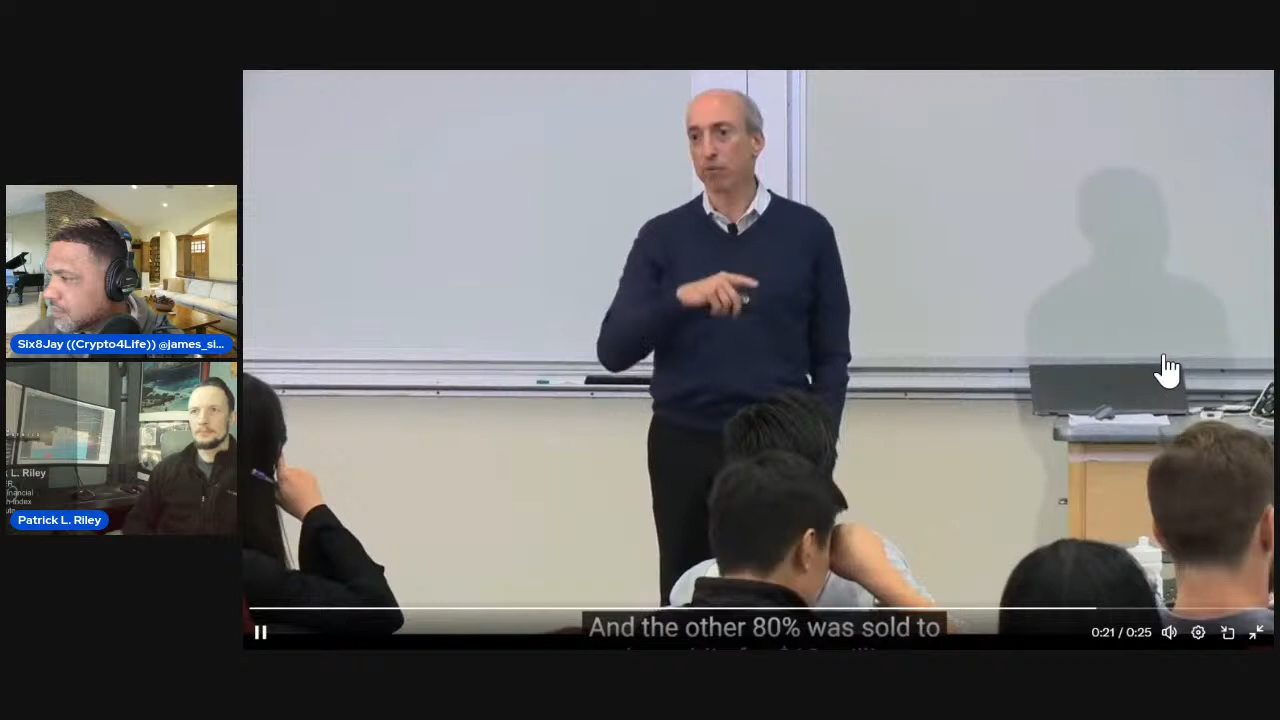 Six8Jay ((Crypto4Life)) @james_si...
k L. Riley
Patrick L. Riley
And the other 80% was sold to
0:21 / 0:25